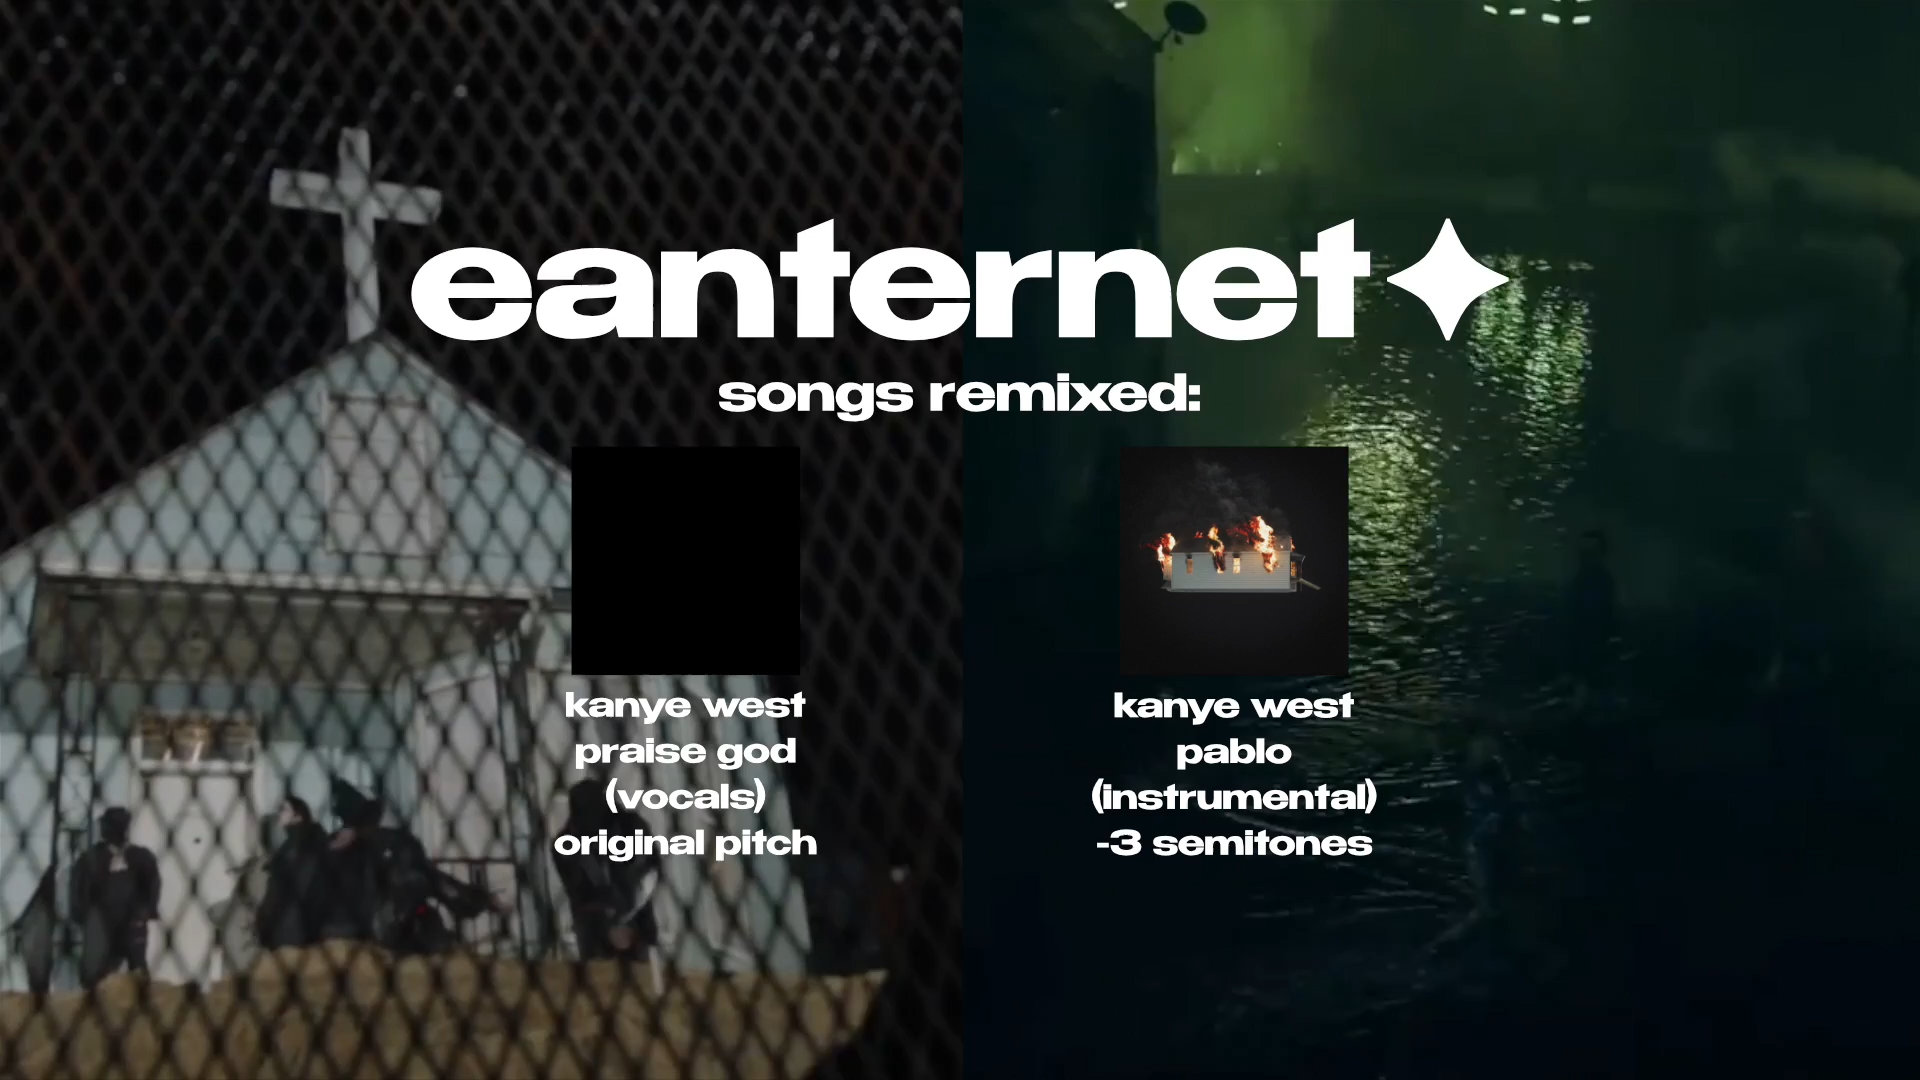 eanternet
songs remixed:
kanye west
praise god
(vocals)
original pitch
kanye west
pablo
(instrumental)
-3 semitones